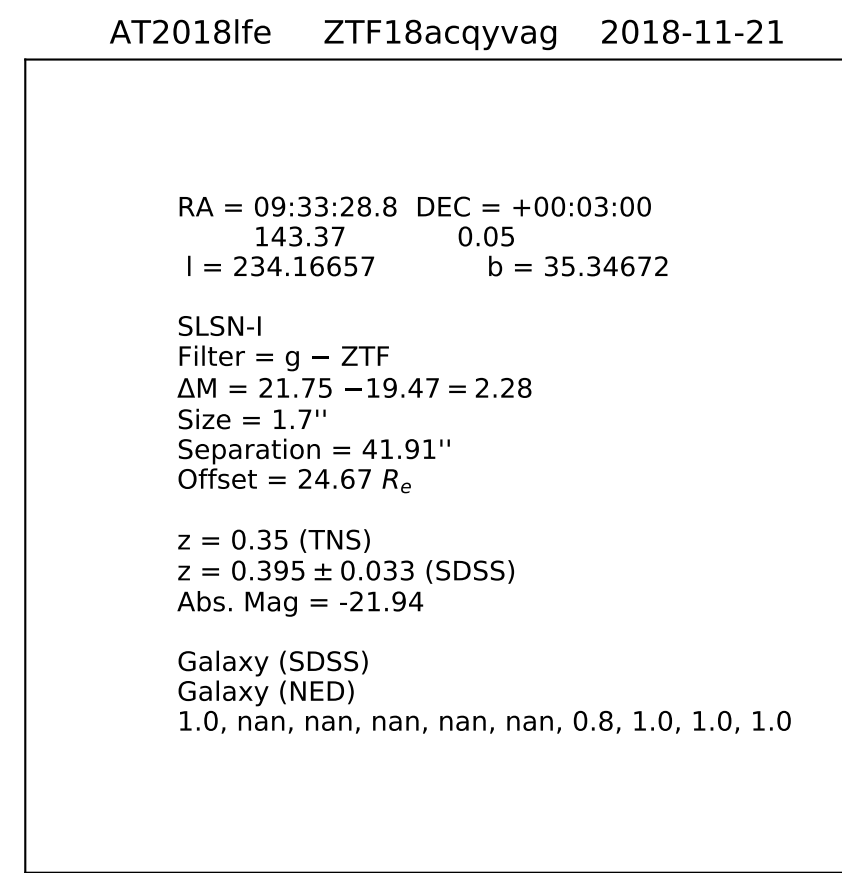 AT2018lfe ZTF18acqyvag 2018-11-21
RA = 09:33:28.8 DEC = +00:03:00
143.37 0.05
l = 234.16657 b = 35.34672
SLSN-I
Filter = g − ZTF
ΔM = 21.75 −19.47 = 2.28
Size = 1.7''
Separation = 41.91''
Offset = 24.67 Rₑ
z = 0.35 (TNS)
z = 0.395 ± 0.033 (SDSS)
Abs. Mag = -21.94
Galaxy (SDSS)
Galaxy (NED)
1.0, nan, nan, nan, nan, nan, 0.8, 1.0, 1.0, 1.0